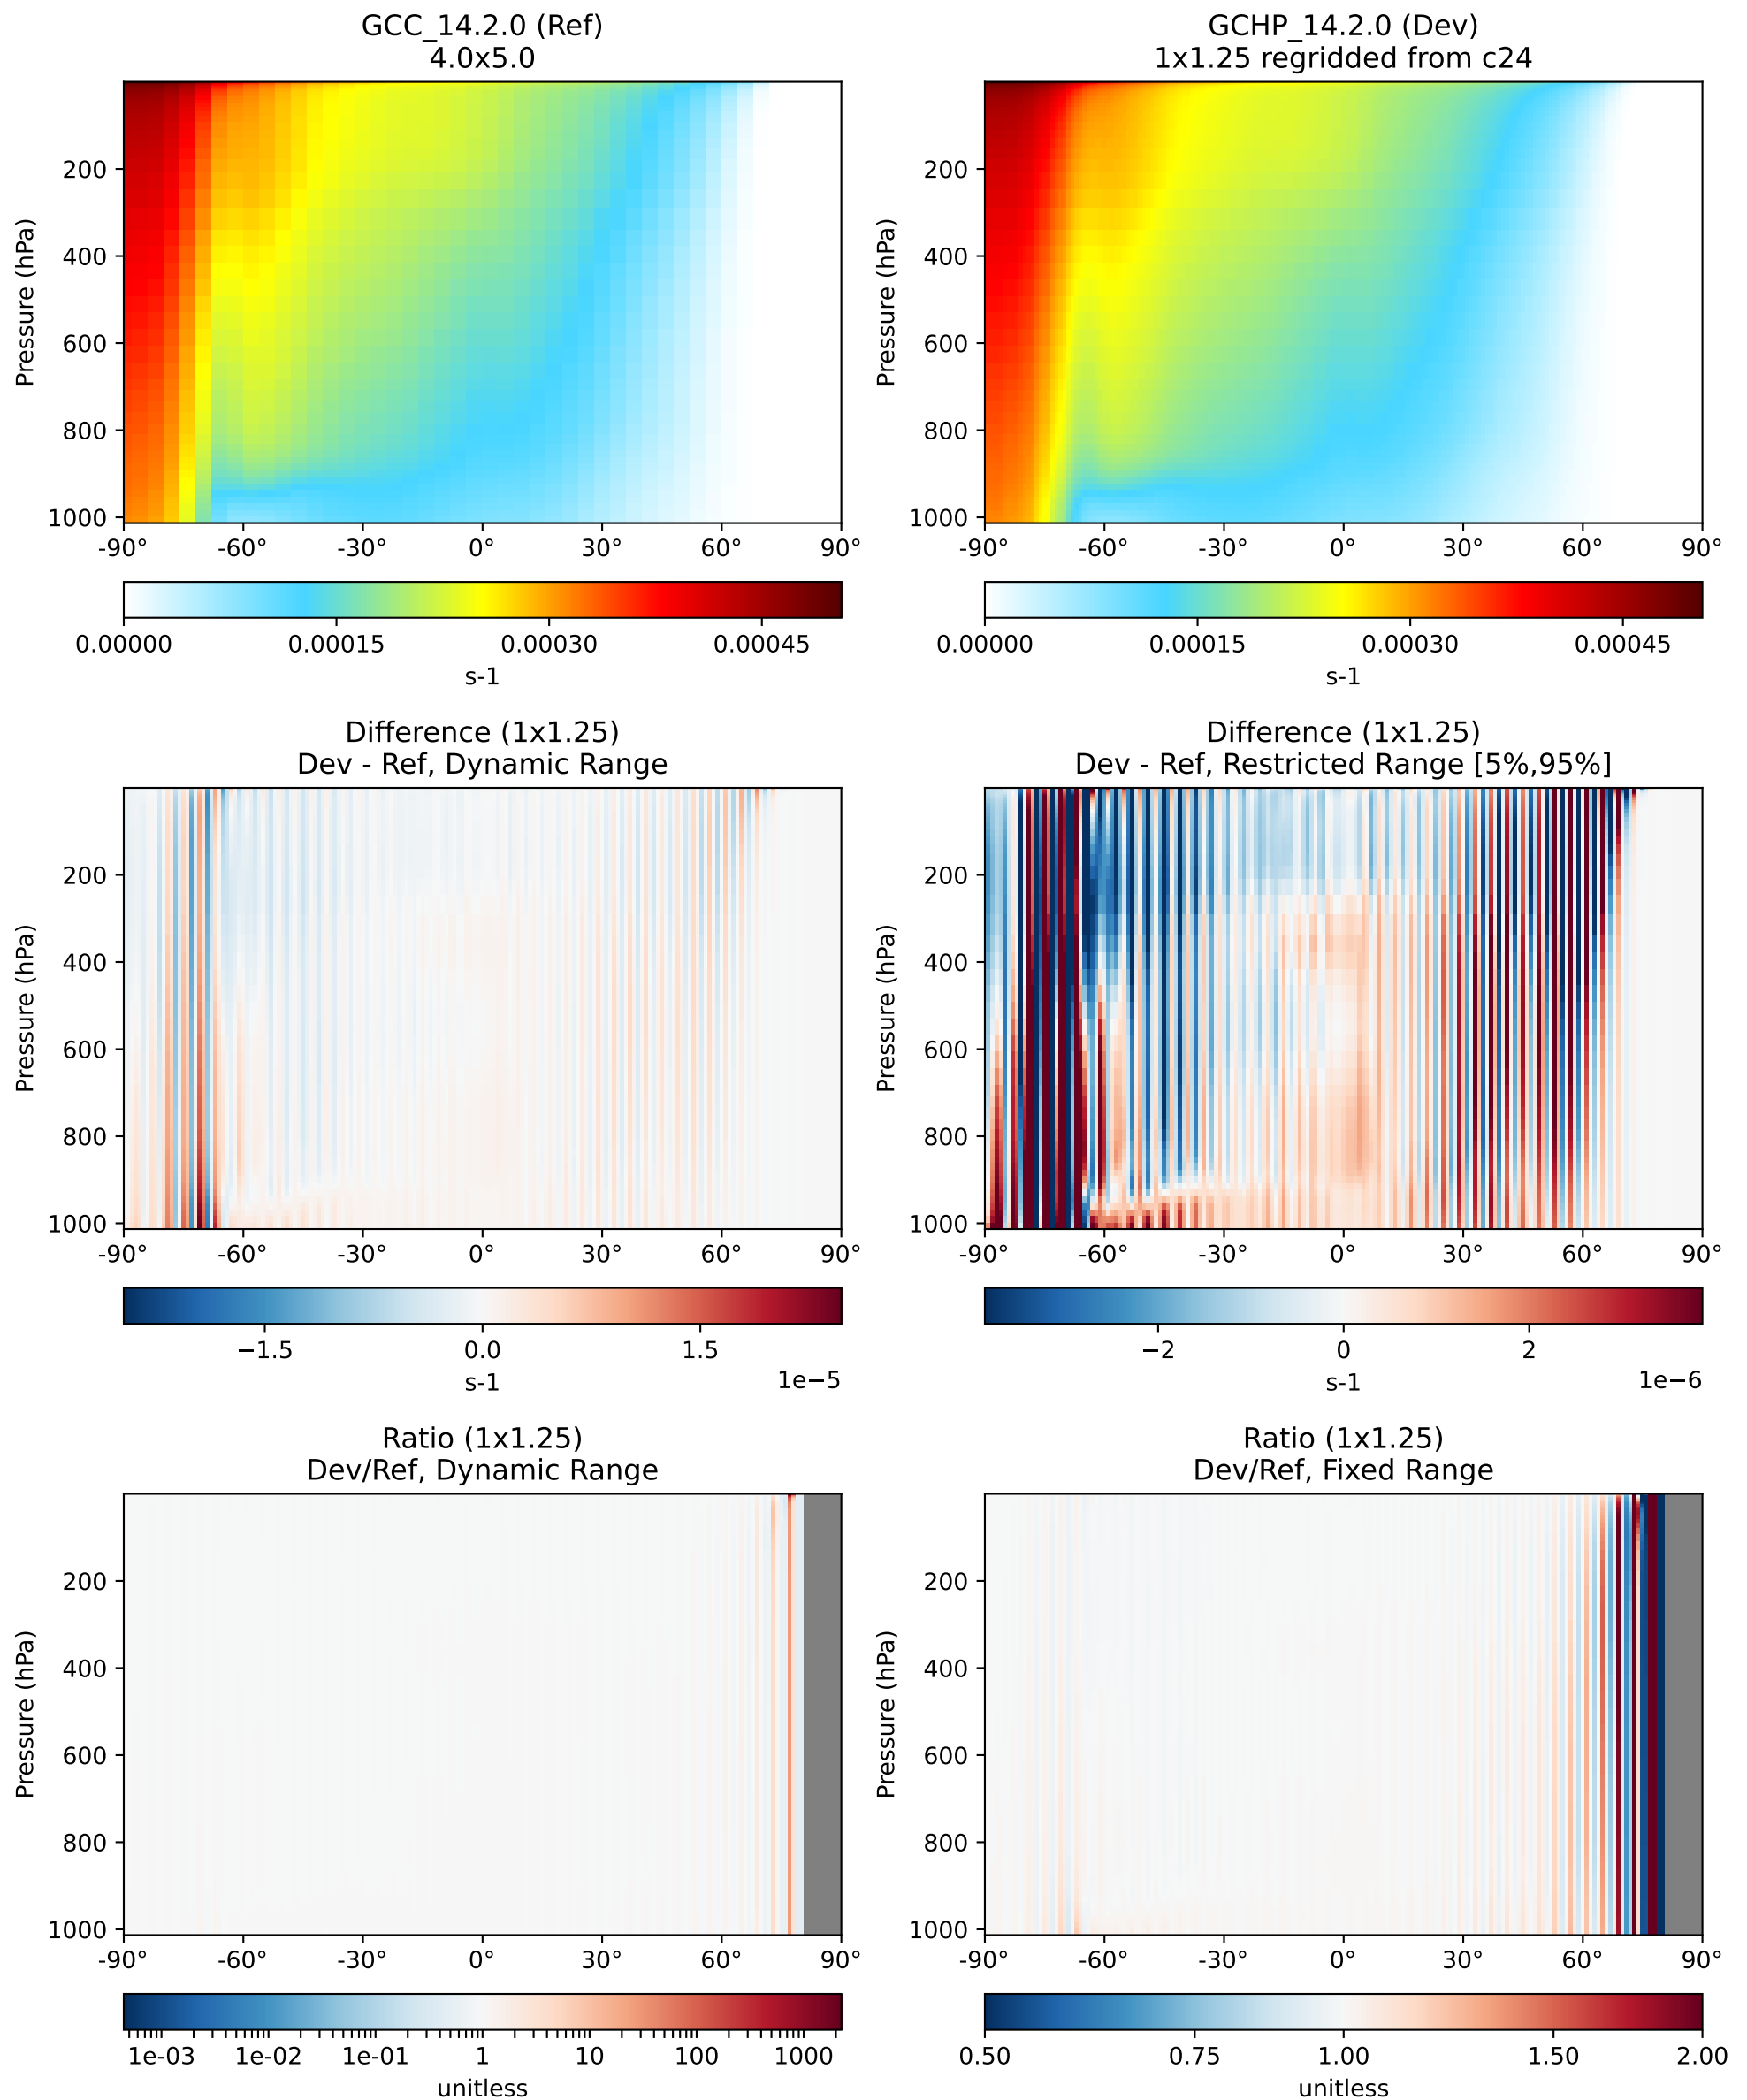 GCC_14.2.0 (Ref)
4.0x5.0
Pressure (hPa)
200
400
600
800
1000
-90° -60° -30° 0° 30° 60° 90°
0.00000 0.00015 0.00030 0.00045
s-1
GCHP_14.2.0 (Dev)
1x1.25 regridded from c24
Pressure (hPa)
200
400
600
800
1000
-90° -60° -30° 0° 30° 60° 90°
0.00000 0.00015 0.00030 0.00045
s-1
Difference (1x1.25)
Dev - Ref, Dynamic Range
Pressure (hPa)
200
400
600
800
1000
-90° -60° -30° 0° 30° 60° 90°
−1.5 0.0 1.5
s-1
1e−5
Difference (1x1.25)
Dev - Ref, Restricted Range [5%,95%]
Pressure (hPa)
200
400
600
800
1000
-90° -60° -30° 0° 30° 60° 90°
−2 0 2
s-1
1e−6
Ratio (1x1.25)
Dev/Ref, Dynamic Range
Pressure (hPa)
200
400
600
800
1000
-90° -60° -30° 0° 30° 60° 90°
1e-03 1e-02 1e-01 1 10 100 1000
unitless
Ratio (1x1.25)
Dev/Ref, Fixed Range
Pressure (hPa)
200
400
600
800
1000
-90° -60° -30° 0° 30° 60° 90°
0.50 0.75 1.00 1.50 2.00
unitless